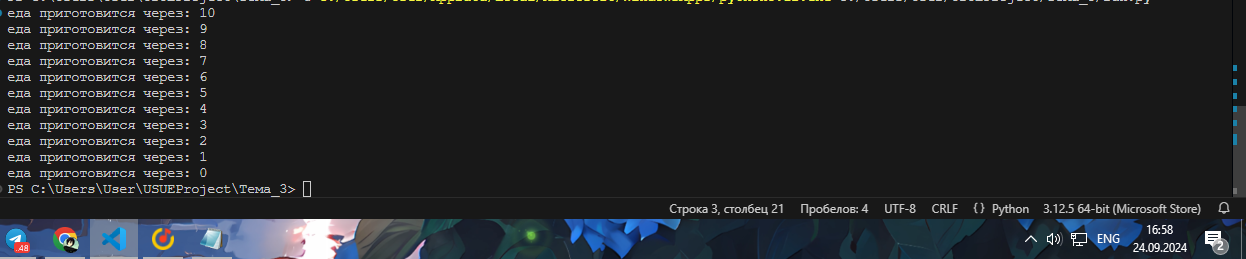 еда приготовится через: 10
еда приготовится через: 9
еда приготовится через: 8
еда приготовится через: 7
еда приготовится через: 6
еда приготовится через: 5
еда приготовится через: 4
еда приготовится через: 3
еда приготовится через: 2
еда приготовится через: 1
еда приготовится через: 0
PS C:\Users\User\USUEProject\Тема_3>
Строка 3, столбец 21 Пробелов: 4 UTF-8 CRLF {} Python 3.12.5 64-bit (Microsoft Store)
.48 ENG 16:58
24.09.2024 2